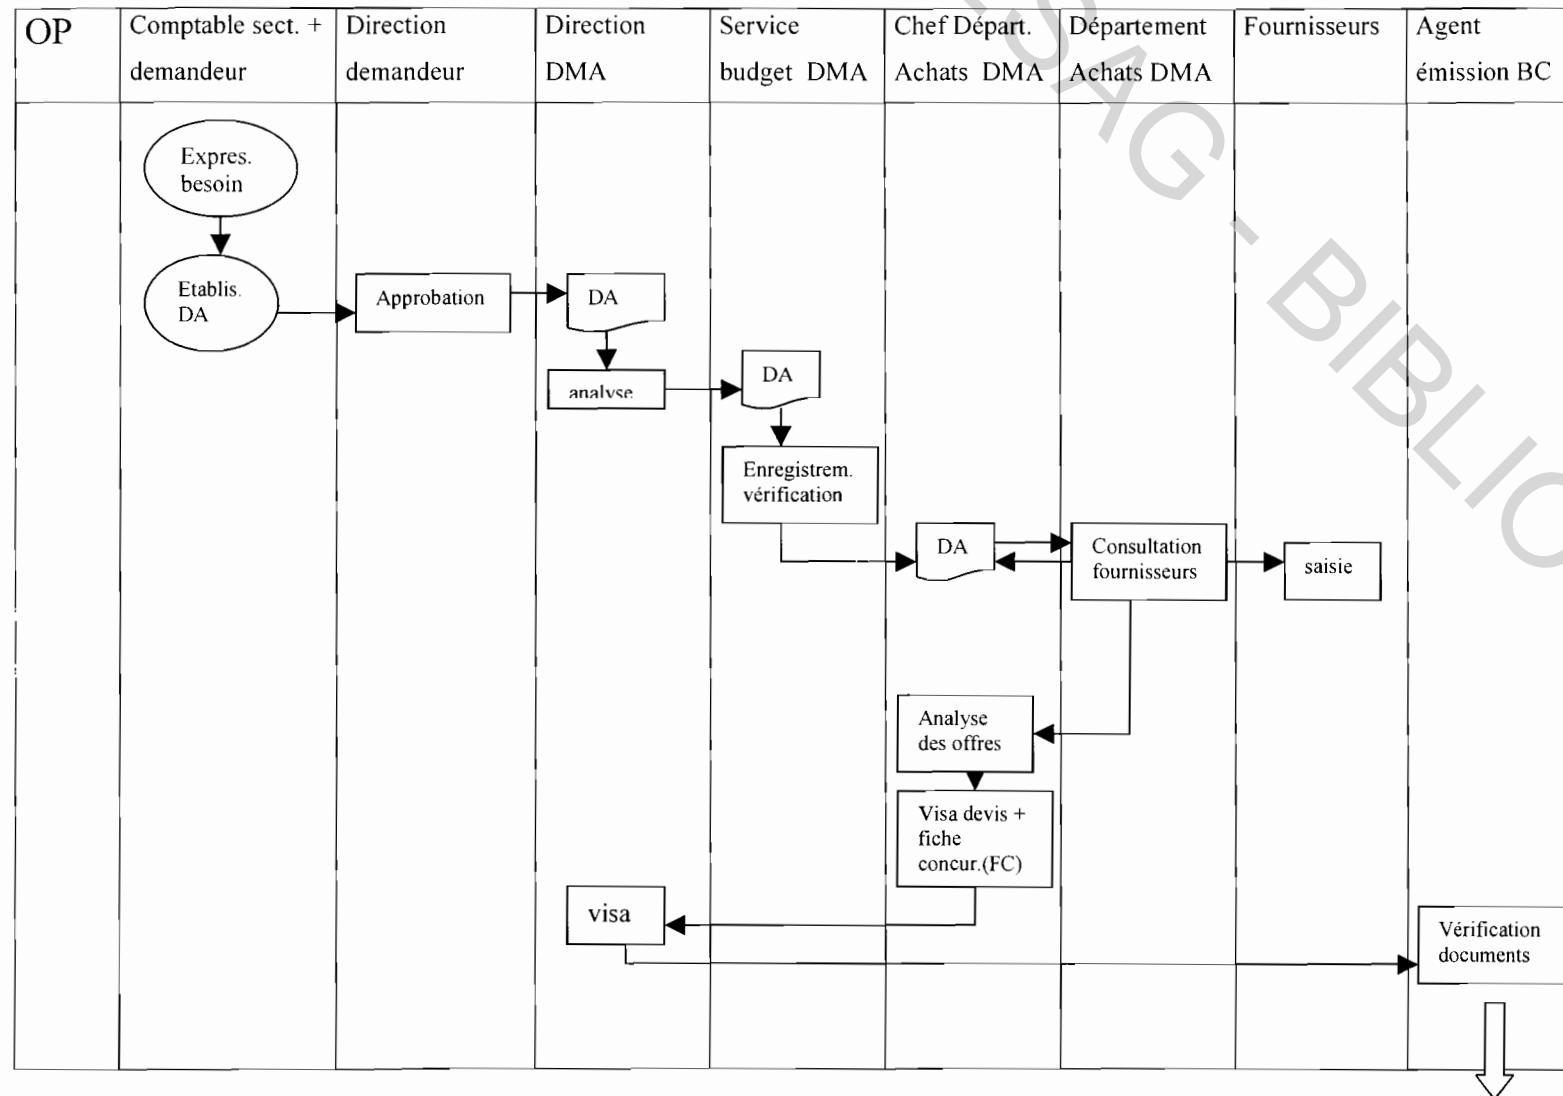 OP
Comptable sect. +
demandeur
Direction
demandeur
Direction
DMA
Service
budget DMA
Chef Départ.
Achats DMA
Département
Achats DMA
Fournisseurs
Agent
émission BC
Expres.
besoin
Etablis.
DA
Approbation
DA
analyse
DA
Enregistrem.
vérification
DA
Consultation
fournisseurs
saisie
Analyse
des offres
Visa devis +
fiche
concur.(FC)
visa
Vérification
documents
SAG - BIBLIO